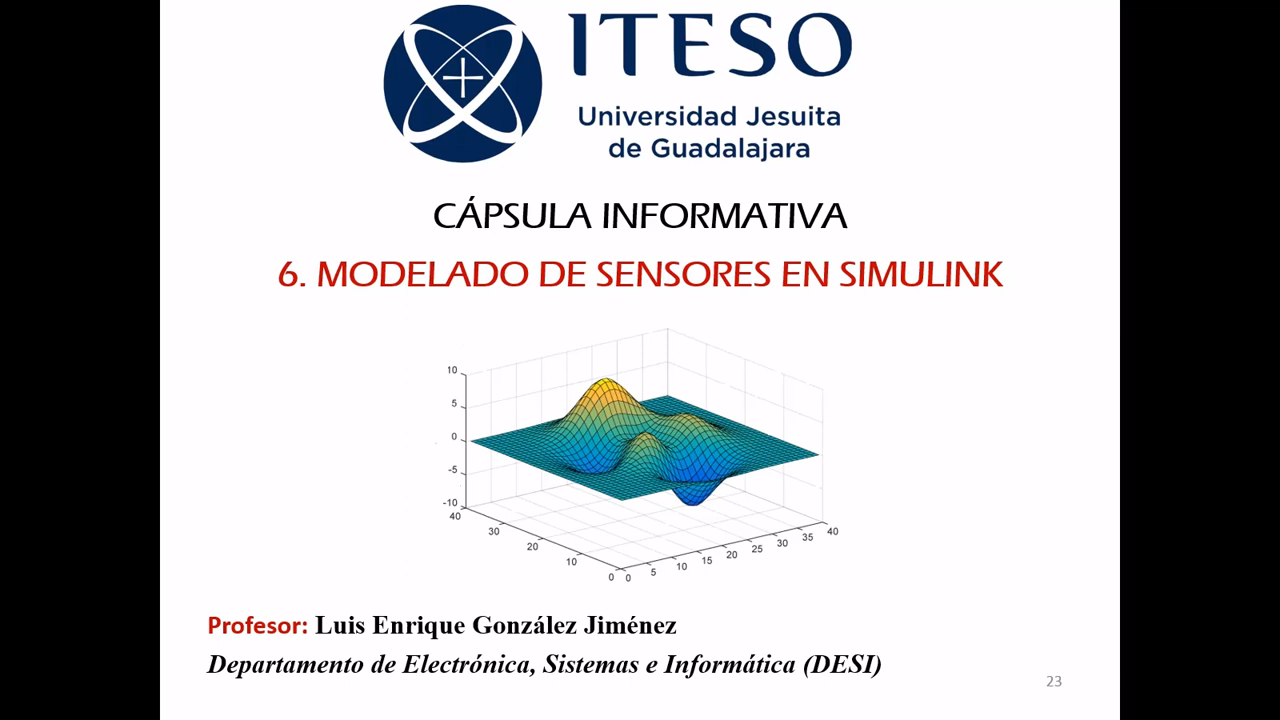 ITESO
Universidad Jesuita
de Guadalajara
CÁPSULA INFORMATIVA
6. MODELADO DE SENSORES EN SIMULINK
10
5
0
-5
-10
40
30
20
10
0
0
5
10
15
20
25
30
35
40
Profesor: Luis Enrique González Jiménez
Departamento de Electrónica, Sistemas e Informática (DESI)
23